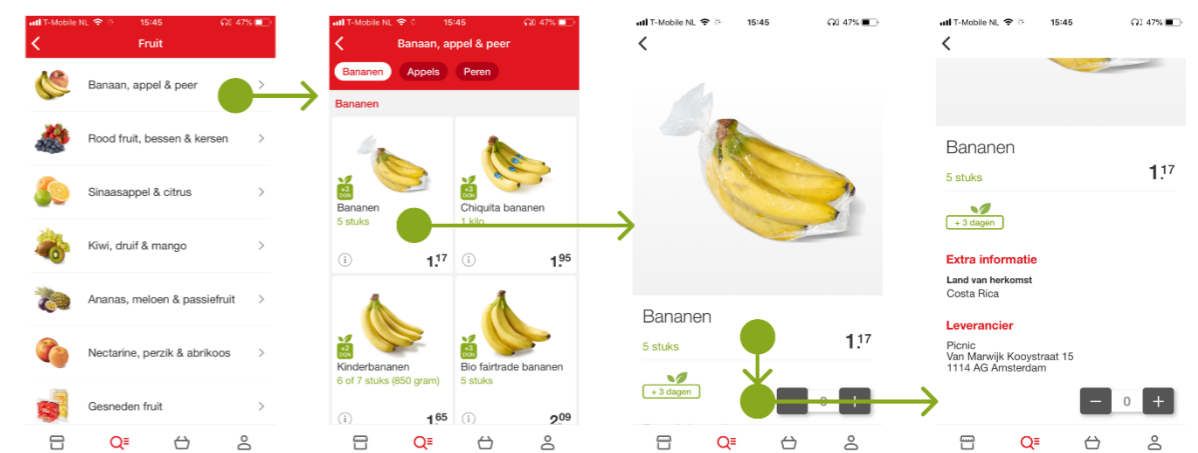 T-Mobile NL 15:45 47%
Fruit
Banaan, appel & peer
Rood fruit, bessen & kersen
Sinaasappel & citrus
Kiwi, druif & mango
Ananas, meloen & passiefruit
Nectarine, perzik & abrikoos
Gesneden fruit
T-Mobile NL 15:45 47%
Banaan, appel & peer
Bananen Appels Peren
Bananen
+3 DGN
Bananen
5 stuks
i 1.17
+3 DGN
Chiquita bananen
1 kilo
i 1.95
+2 DGN
Kinderbananen
6 of 7 stuks (850 gram)
i 1.65
+3 DGN
Bio fairtrade bananen
5 stuks
i 2.09
T-Mobile NL 15:45 47%
Bananen
5 stuks 1.17
+ 3 dagen
0 +
T-Mobile NL 15:45 47%
Bananen
5 stuks 1.17
+ 3 dagen
Extra informatie
Land van herkomst
Costa Rica
Leverancier
Picnic
Van Marwijk Kooystraat 15
1114 AG Amsterdam
− 0 +